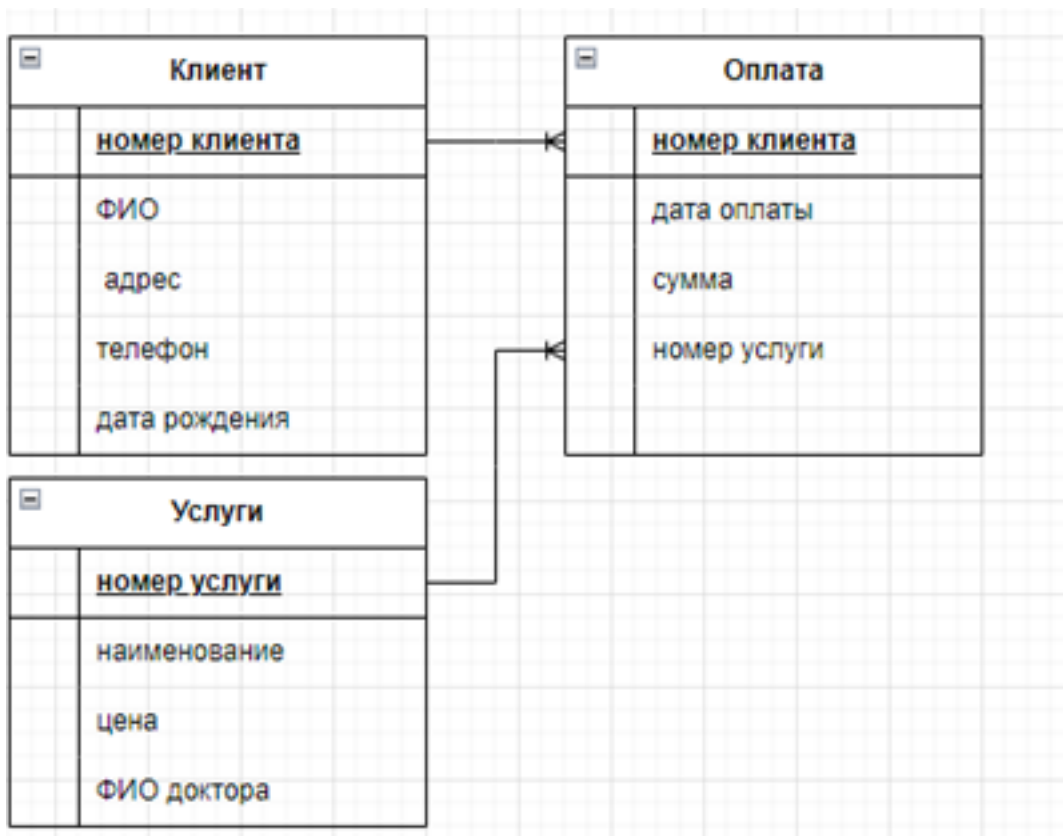 Клиент
номер клиента
ФИО
адрес
телефон
дата рождения
Оплата
номер клиента
дата оплаты
сумма
номер услуги
Услуги
номер услуги
наименование
цена
ФИО доктора